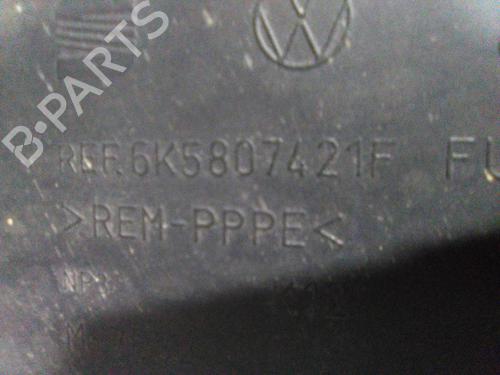 B-PARTS
REF.6K5807421F FU
>REM-PPPE<